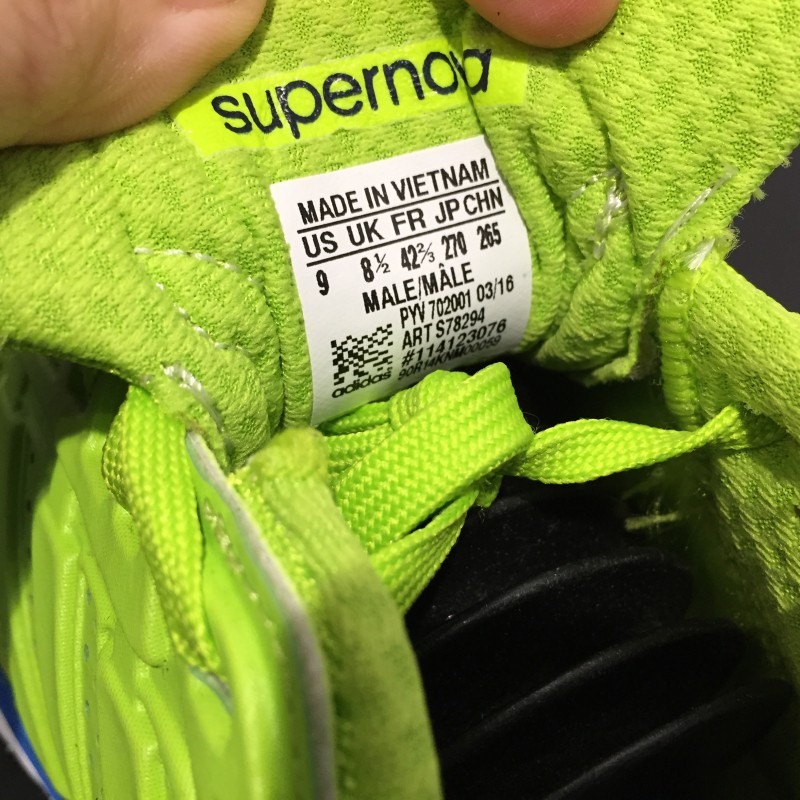 supernova
MADE IN VIETNAM
US UK FR JP CHN
9 8½ 42⅔ 270 265
MALE/MÂLE
PYV 702001 03/16
ART S78294
#114123076
90R14KNM00059
adidas